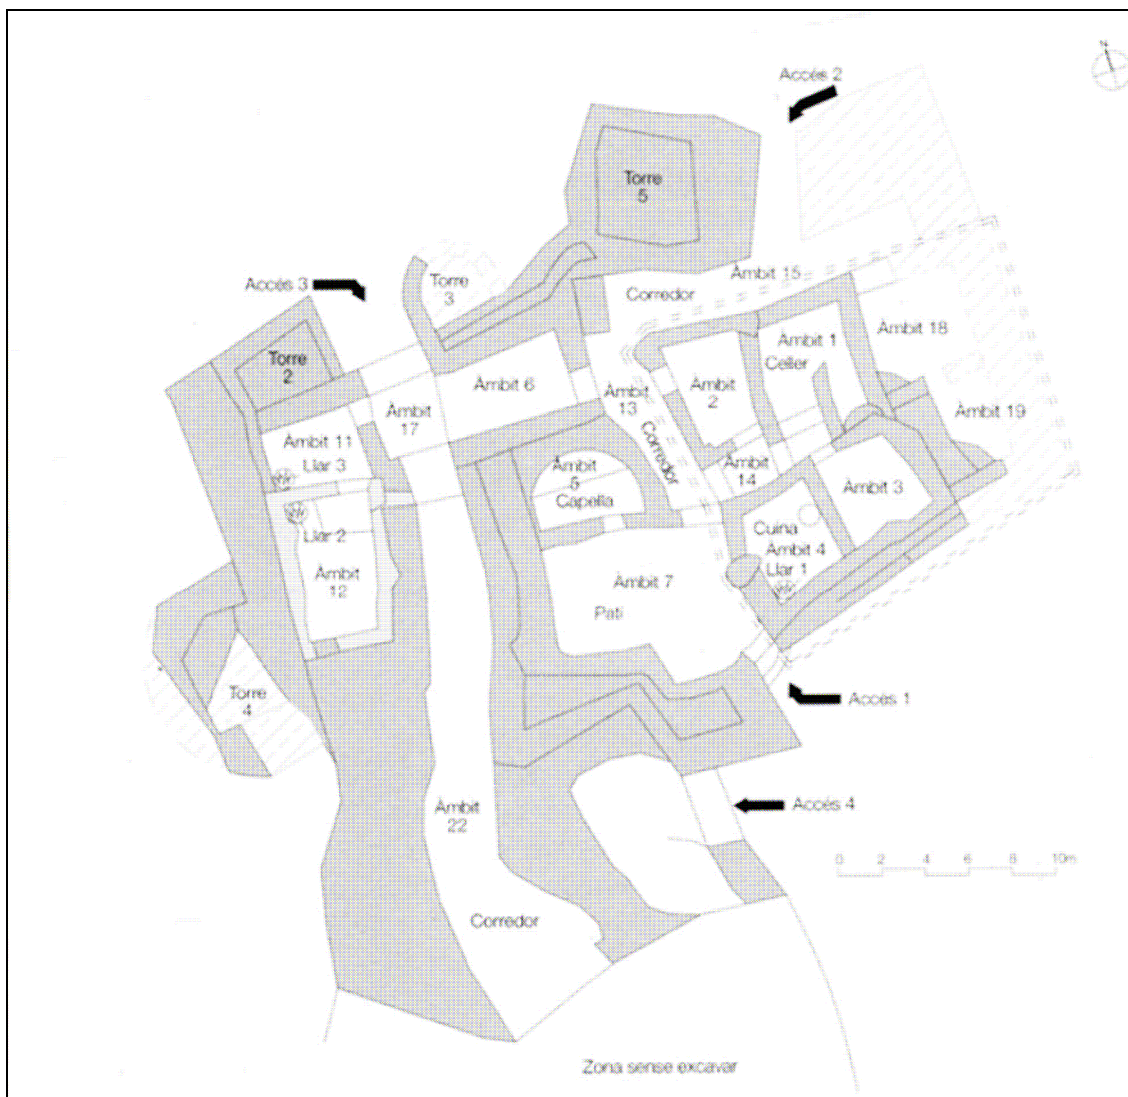 N
Accés 2
Torre
5
Accés 3
Torre
3
Àmbit 15
Corredor
Àmbit 18
Àmbit 1
Celler
Torre
2
Àmbit 6
Àmbit
13
Àmbit
2
Àmbit 19
Àmbit
17
Àmbit 11
Llar 3
Corredor
Àmbit
5
Capella
Àmbit
14
Àmbit 3
Llar 2
Cuina
Àmbit 4
Llar 1
Àmbit
12
Àmbit 7
Pati
Torre
4
Accés 1
Àmbit
22
Accés 4
0 2 4 6 8 10m
Corredor
Zona sense excavar